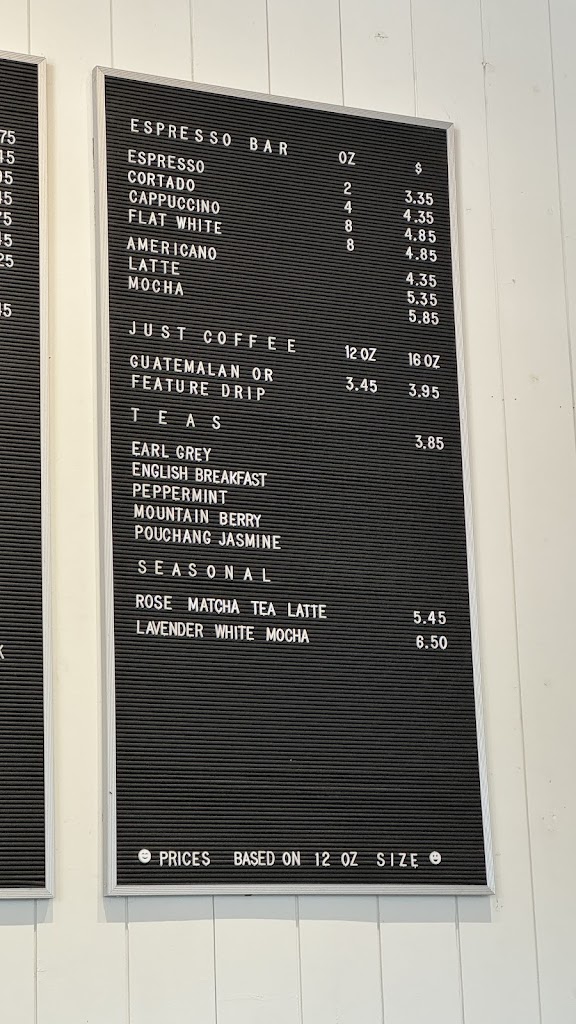 ESPRESSO BAR OZ $
ESPRESSO 2 3.35
CORTADO 4 4.35
CAPPUCCINO 8 4.85
FLAT WHITE 8 4.85
AMERICANO 4.35
LATTE 5.35
MOCHA 5.85
JUST COFFEE 12 OZ 16 OZ
GUATEMALAN OR
FEATURE DRIP 3.45 3.95
TEAS 3.85
EARL GREY
ENGLISH BREAKFAST
PEPPERMINT
MOUNTAIN BERRY
POUCHANG JASMINE
SEASONAL
ROSE MATCHA TEA LATTE 5.45
LAVENDER WHITE MOCHA 6.50
PRICES BASED ON 12 OZ SIZE